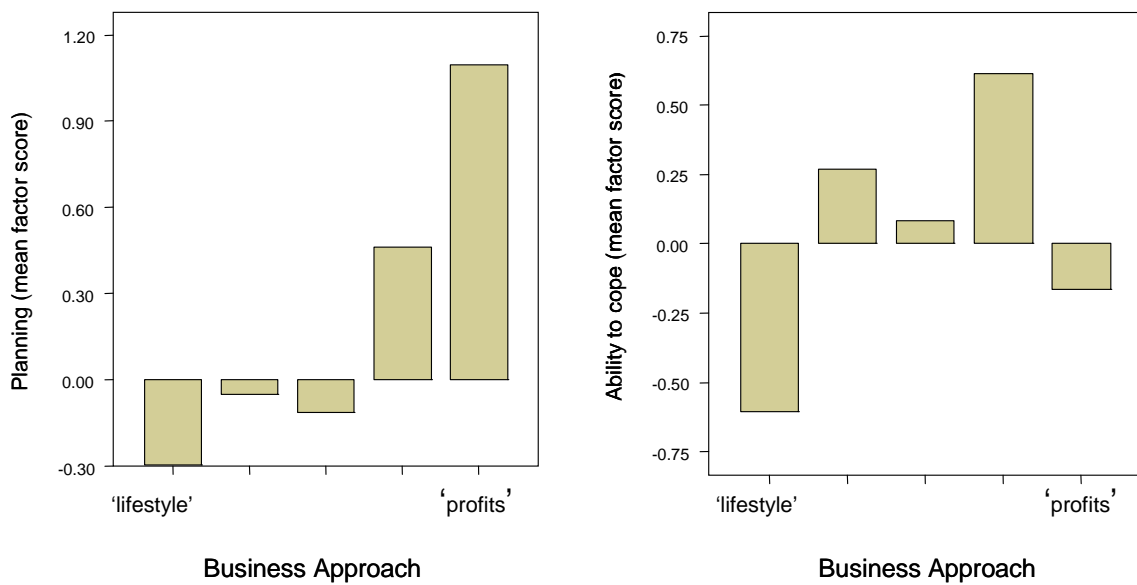 Planning (mean factor score)
1.20
0.90
0.60
0.30
0.00
-0.30
‘lifestyle’ ‘profits’
Business Approach
Ability to cope (mean factor score)
0.75
0.50
0.25
0.00
-0.25
-0.50
-0.75
‘lifestyle’ ‘profits’
Business Approach